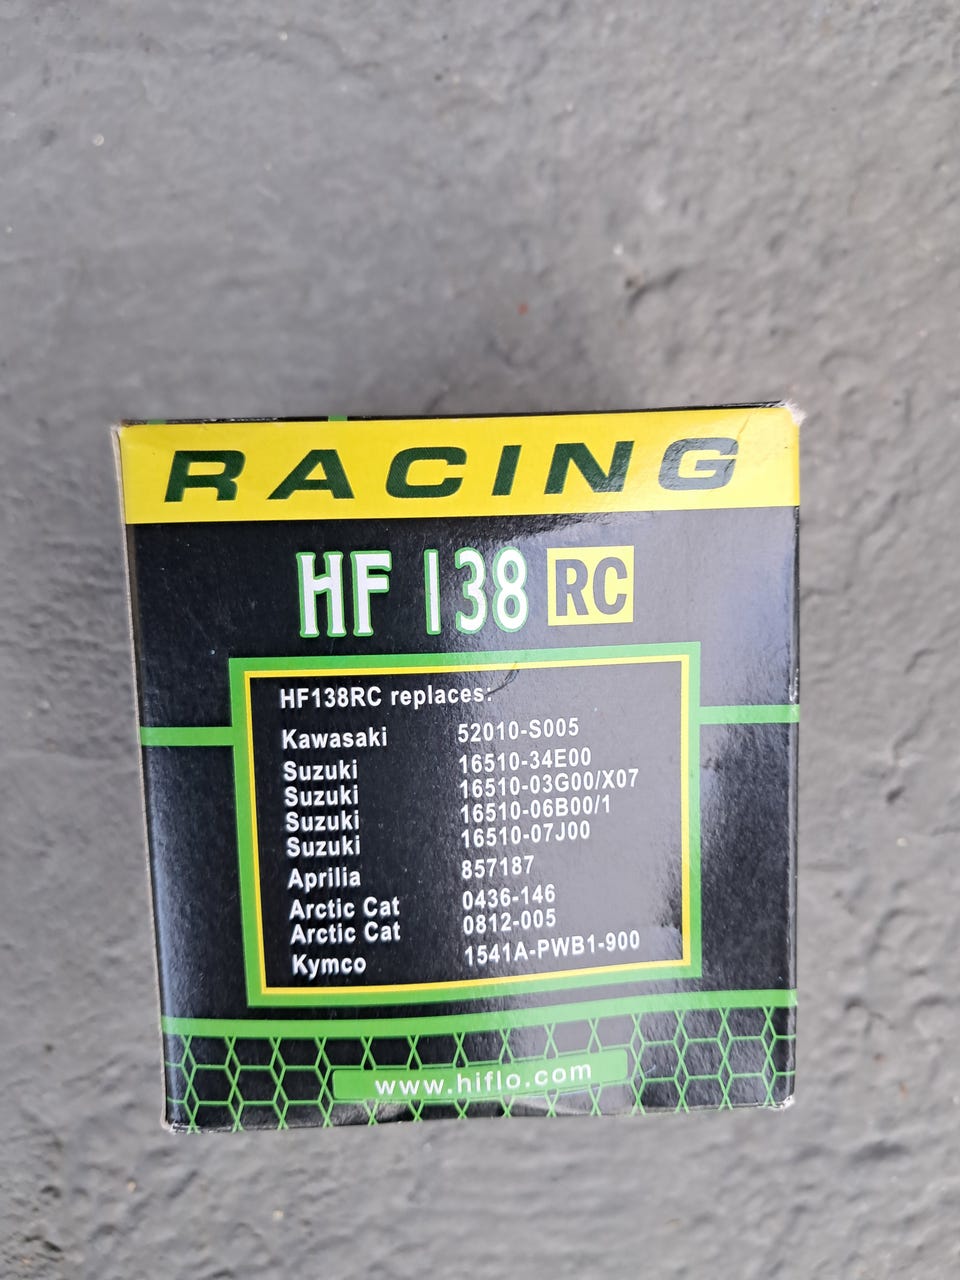 RACING
HF 138 RC
HF138RC replaces:
Kawasaki 52010-S005
Suzuki 16510-34E00
Suzuki 16510-03G00/X07
Suzuki 16510-06B00/1
Suzuki 16510-07J00
Aprilia 857187
Arctic Cat 0436-146
Arctic Cat 0812-005
Kymco 1541A-PWB1-900
www.hiflo.com